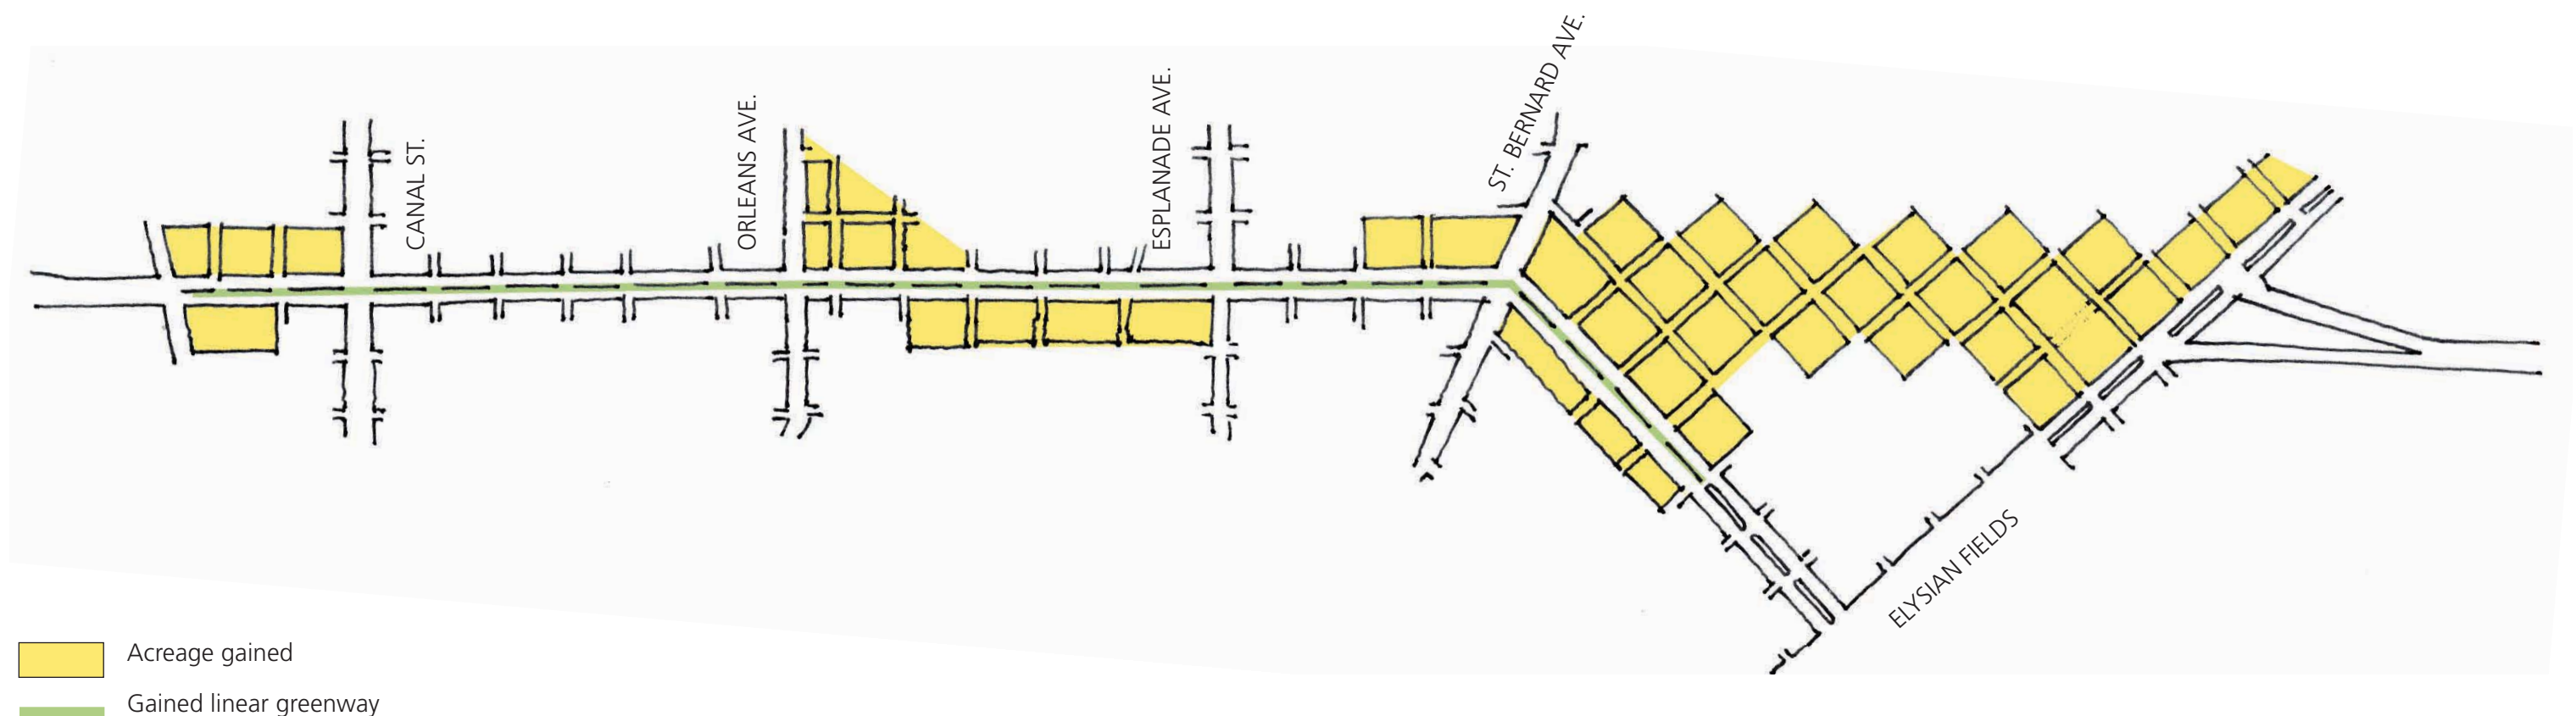 CANAL ST.
ORLEANS AVE.
ESPLANADE AVE.
ST. BERNARD AVE.
ELYSIAN FIELDS
Acreage gained
Gained linear greenway